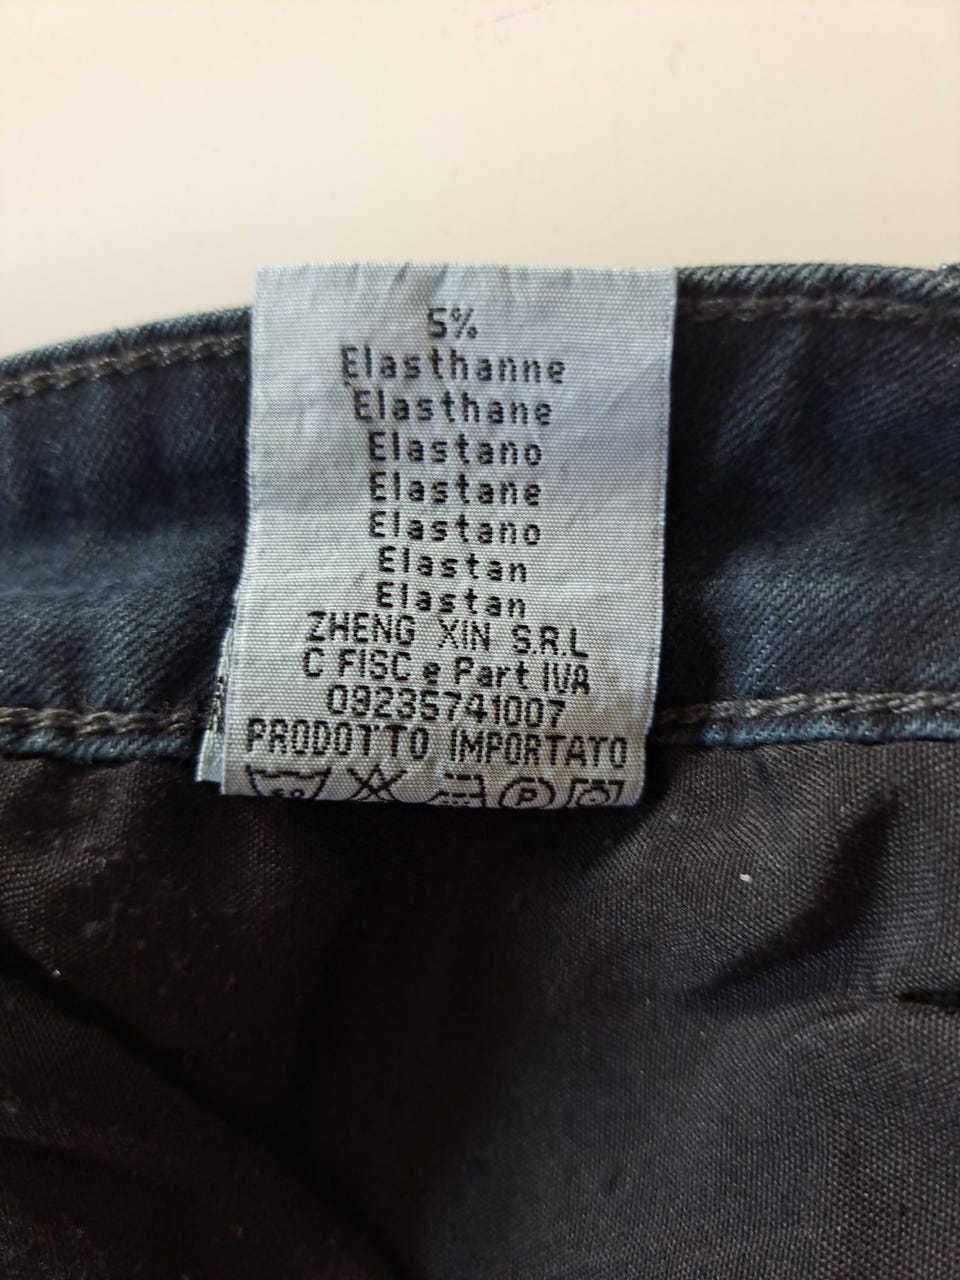 5%
Elasthanne
Elasthane
Elastano
Elastane
Elastano
Elastan
Elastan
ZHENG XIN S.R.L
C FISC e Part IVA
09235741007
PRODOTTO IMPORTATO
P